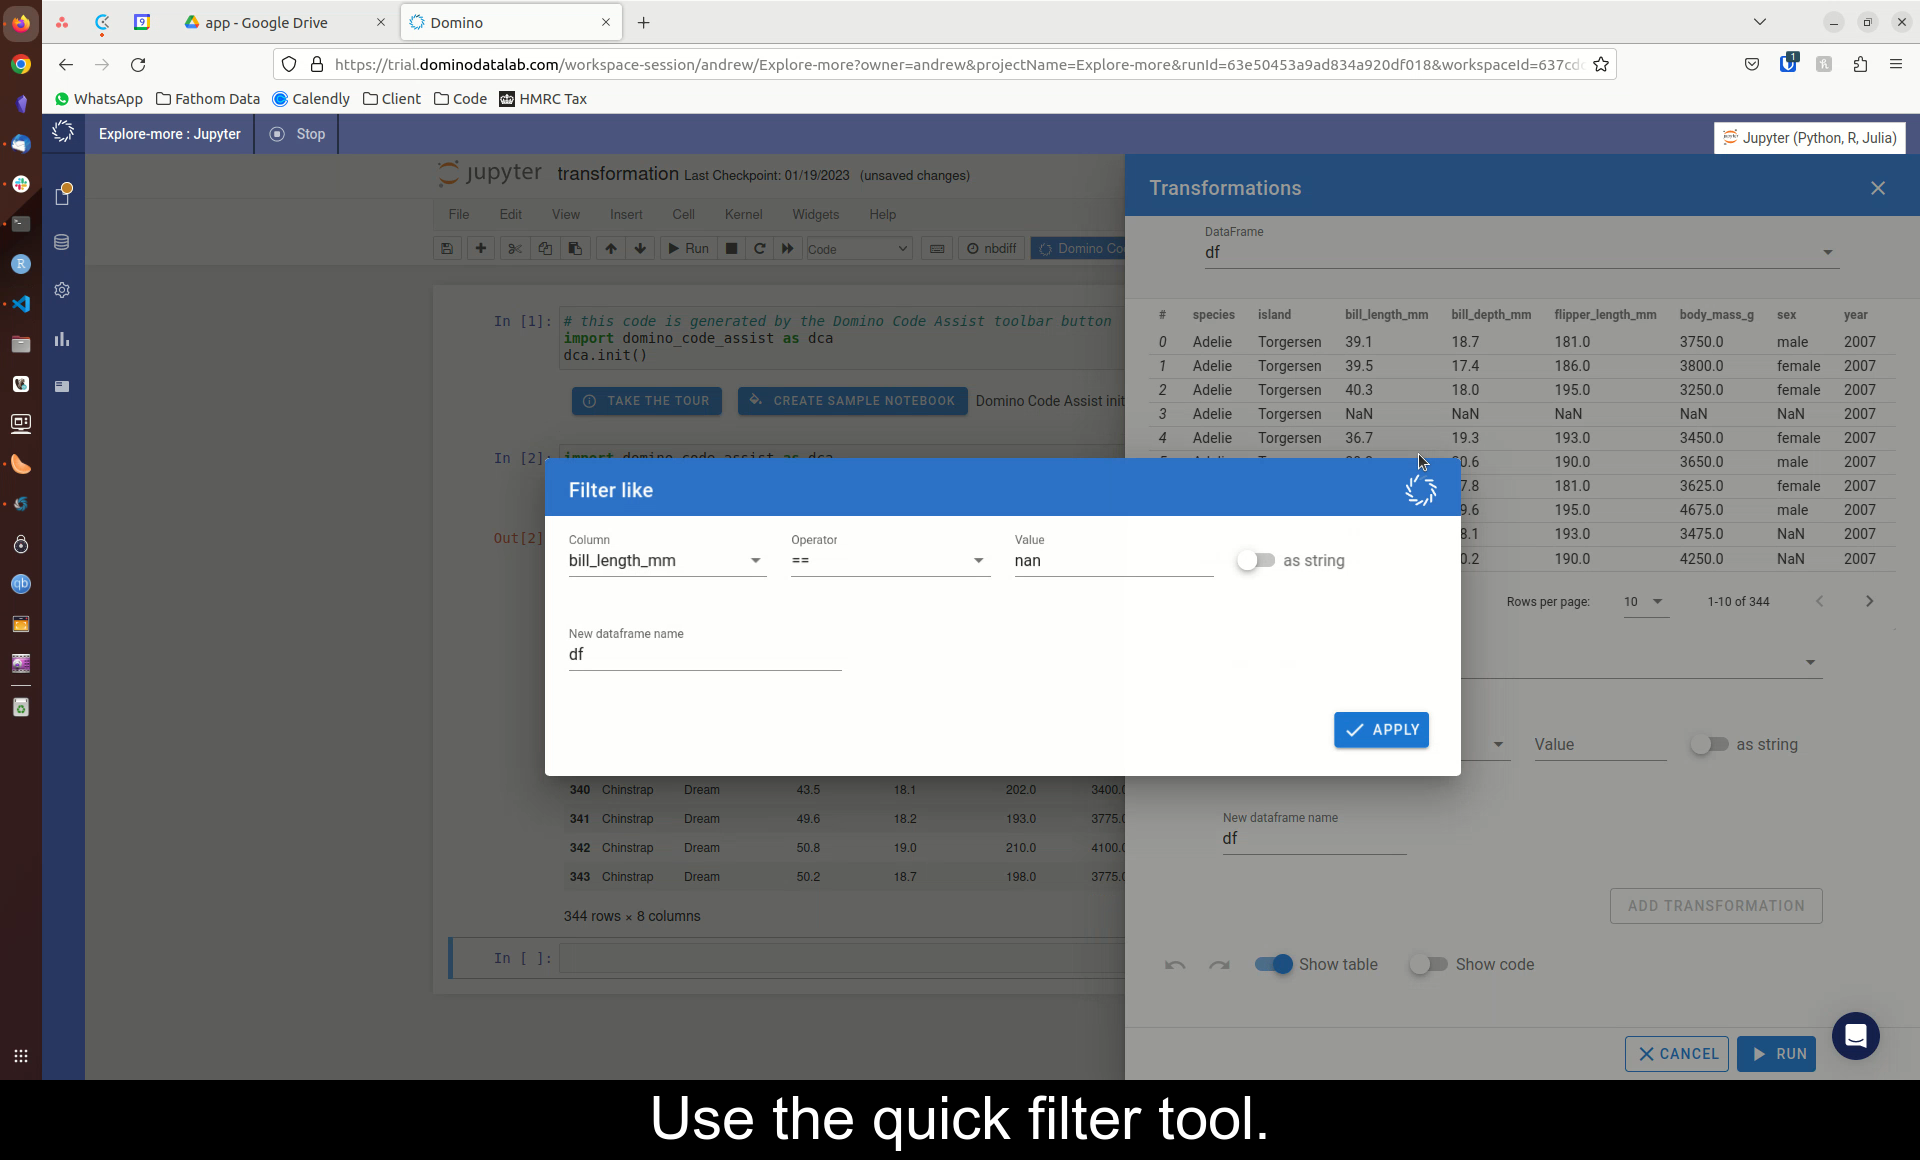 9
app - Google Drive
Domino
https://trial.dominodatalab.com/workspace-session/andrew/Explore-more?owner=andrew&projectName=Explore-more&runId=63e50453a9ad834a920df018&workspaceId=637cd
1
WhatsApp Fathom Data Calendly Client Code HMRC Tax
Explore-more : Jupyter Stop
Jupyter (Python, R, Julia)
jupyter transformation Last Checkpoint: 01/19/2023 (unsaved changes)
File Edit View Insert Cell Kernel Widgets Help
Run Code nbdiff Domino Co
In [1]: # this code is generated by the Domino Code Assist toolbar button
import domino_code_assist as dca
dca.init()
TAKE THE TOUR CREATE SAMPLE NOTEBOOK Domino Code Assist init
In [2]: import domino_code_assist as dca
Out[2]
Transformations
DataFrame
df
# species island bill_length_mm bill_depth_mm flipper_length_mm body_mass_g sex year
0 Adelie Torgersen 39.1 18.7 181.0 3750.0 male 2007
1 Adelie Torgersen 39.5 17.4 186.0 3800.0 female 2007
2 Adelie Torgersen 40.3 18.0 195.0 3250.0 female 2007
3 Adelie Torgersen NaN NaN NaN NaN NaN 2007
4 Adelie Torgersen 36.7 19.3 193.0 3450.0 female 2007
0.6 190.0 3650.0 male 2007
7.8 181.0 3625.0 female 2007
9.6 195.0 4675.0 male 2007
8.1 193.0 3475.0 NaN 2007
0.2 190.0 4250.0 NaN 2007
Rows per page: 10 1-10 of 344
Filter like
Column Operator Value
bill_length_mm == nan as string
New dataframe name
df
APPLY
Value as string
New dataframe name
df
ADD TRANSFORMATION
Show table Show code
CANCEL RUN
340 Chinstrap Dream 43.5 18.1 202.0 3400.0
341 Chinstrap Dream 49.6 18.2 193.0 3775.0
342 Chinstrap Dream 50.8 19.0 210.0 4100.0
343 Chinstrap Dream 50.2 18.7 198.0 3775.0
344 rows × 8 columns
In [ ]:
Use the quick filter tool.